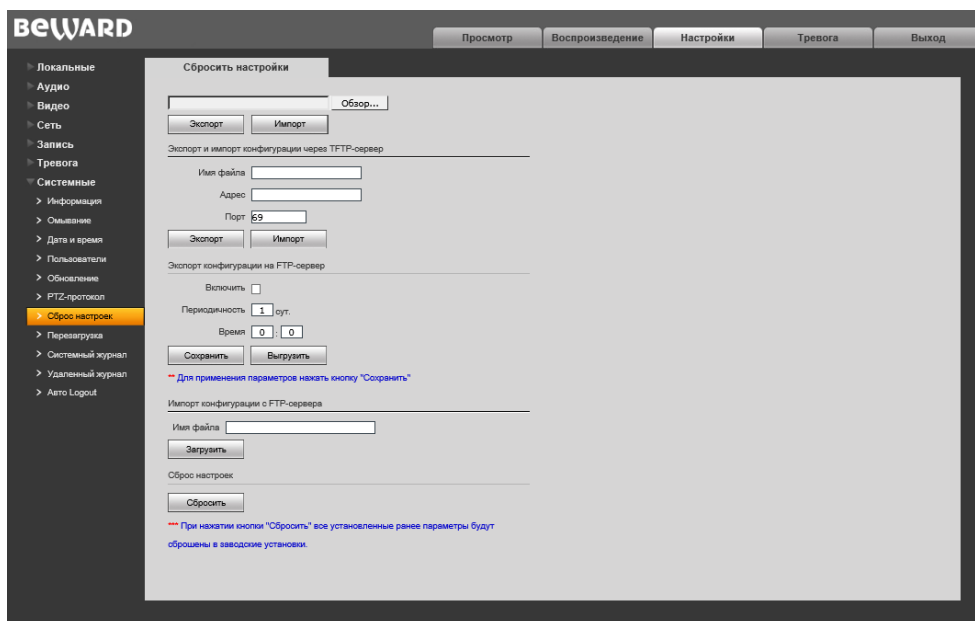 BEWARD
Просмотр
Воспроизведение
Настройки
Тревога
Выход
Локальные
Аудио
Видео
Сеть
Запись
Тревога
Системные
Информация
Омывание
Дата и время
Пользователи
Обновление
PTZ-протокол
Сброс настроек
Перезагрузка
Системный журнал
Удаленный журнал
Авто Logout
Сбросить настройки
Обзор...
Экспорт Импорт
Экспорт и импорт конфигурации через TFTP-сервер
Имя файла
Адрес
Порт 69
Экспорт Импорт
Экспорт конфигурации на FTP-сервер
Включить
Периодичность 1 сут.
Время 0 : 0
Сохранить Выгрузить
** Для применения параметров нажать кнопку "Сохранить"
Импорт конфигурации с FTP-сервера
Имя файла
Загрузить
Сброс настроек
Сбросить
*** При нажатии кнопки "Сбросить" все установленные ранее параметры будут
сброшены в заводские установки.